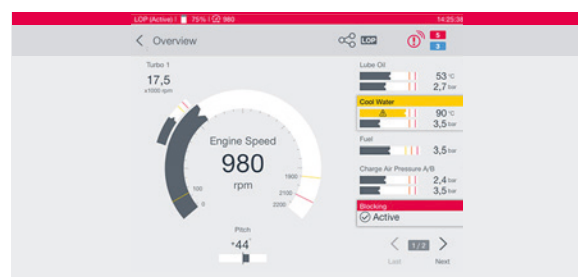 LOP (Active) ! 75% ! 980 14:25:38
Overview LOP 5
3
Turbo 1
17,5
x1000 rpm
Engine Speed
980
rpm
100
0
1900
2100
2200
Pitch
+44°
Lube Oil
53 °C
2,7 bar
Cool Water
90 °C
3,5 bar
Fuel
3,5 bar
Charge Air Pressure A/B
2,4 bar
3,5 bar
Blocking
Active
1/2
Last Next